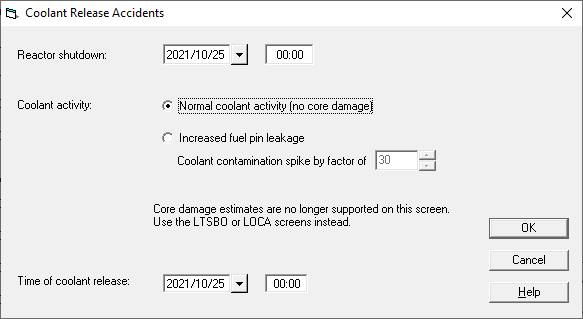 Coolant Release Accidents
Reactor shutdown: 2021/10/25 00:00
Coolant activity: Normal coolant activity (no core damage)
Increased fuel pin leakage
Coolant contamination spike by factor of 30
Core damage estimates are no longer supported on this screen.
Use the LTSBO or LOCA screens instead.
OK
Cancel
Time of coolant release: 2021/10/25 00:00
Help